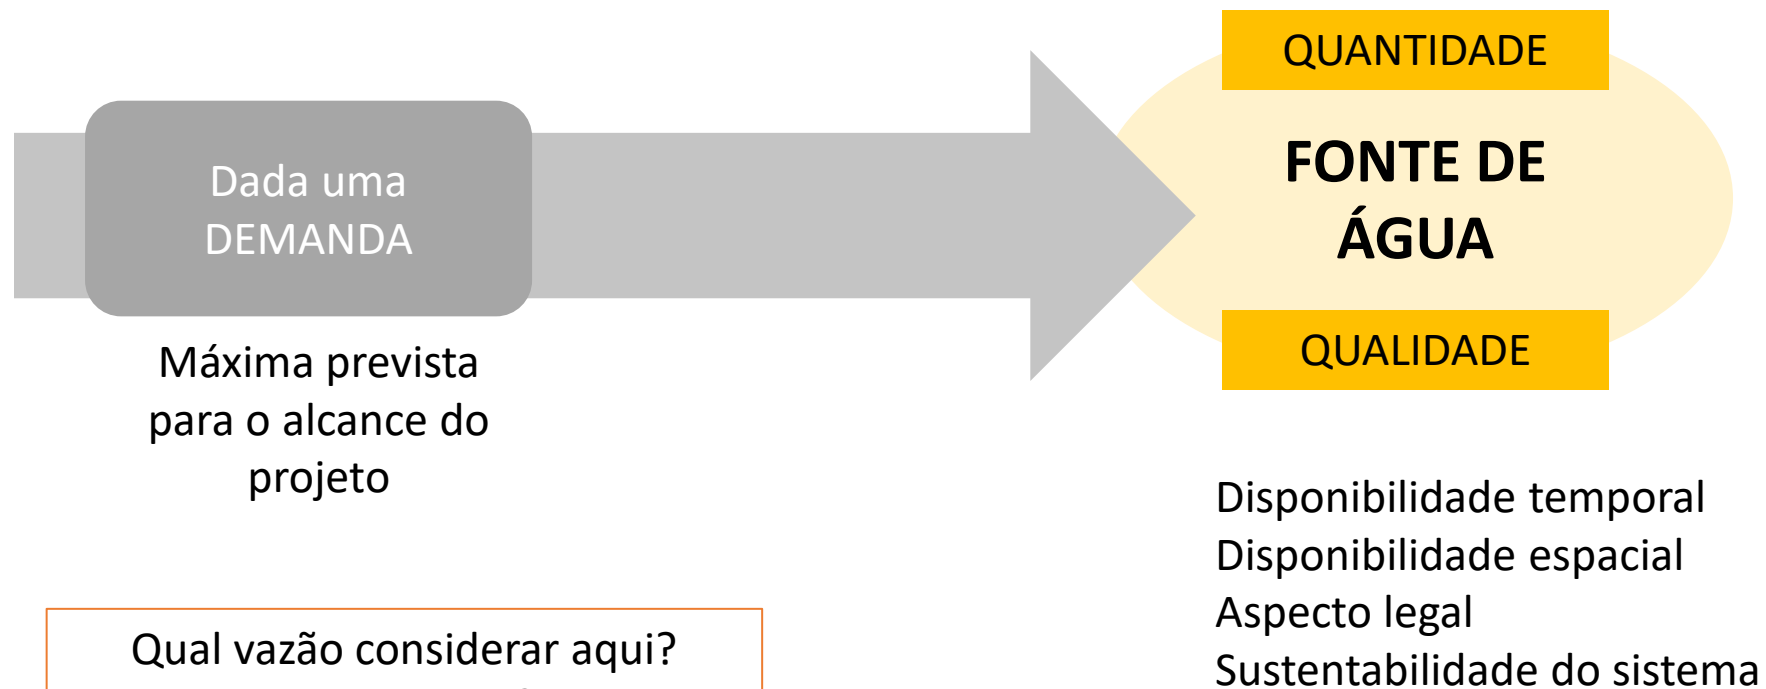 QUANTIDADE
Dada uma
DEMANDA
FONTE DE
ÁGUA
QUALIDADE
Máxima prevista
para o alcance do
projeto
Disponibilidade temporal
Disponibilidade espacial
Aspecto legal
Sustentabilidade do sistema
Qual vazão considerar aqui?